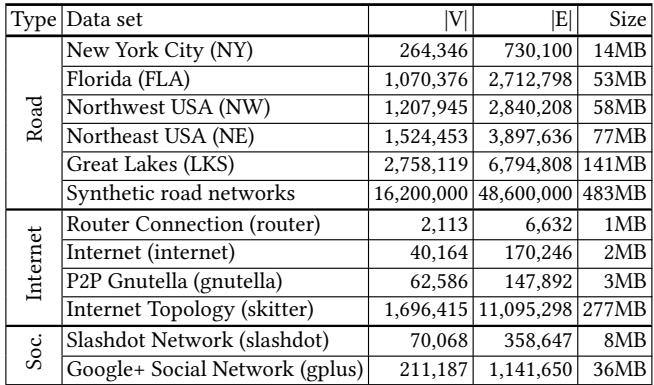 Type Data set |V| |E| Size
Road
New York City (NY) 264,346 730,100 14MB
Florida (FLA) 1,070,376 2,712,798 53MB
Northwest USA (NW) 1,207,945 2,840,208 58MB
Northeast USA (NE) 1,524,453 3,897,636 77MB
Great Lakes (LKS) 2,758,119 6,794,808 141MB
Synthetic road networks 16,200,000 48,600,000 483MB
Internet
Router Connection (router) 2,113 6,632 1MB
Internet (internet) 40,164 170,246 2MB
P2P Gnutella (gnutella) 62,586 147,892 3MB
Internet Topology (skitter) 1,696,415 11,095,298 277MB
Soc.
Slashdot Network (slashdot) 70,068 358,647 8MB
Google+ Social Network (gplus) 211,187 1,141,650 36MB